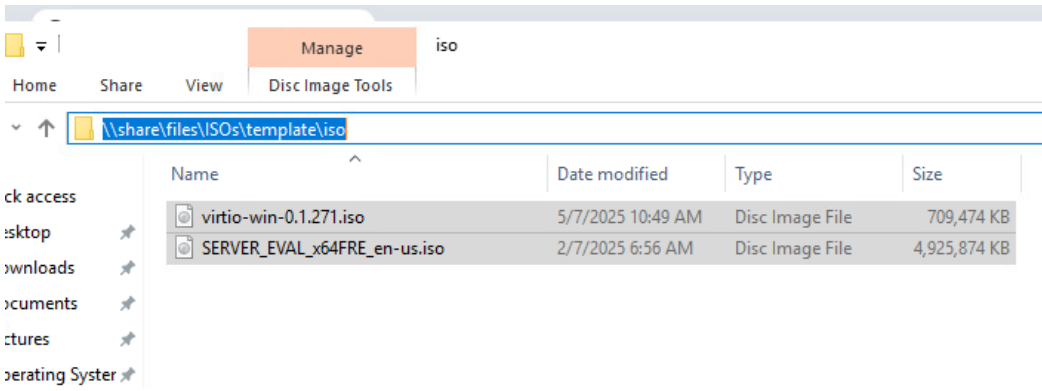 Manage iso
Home Share View Disc Image Tools
\\share\files\ISOs\template\iso
Name Date modified Type Size
ck access
esktop
ownloads
ocuments
ctures
perating Syster
virtio-win-0.1.271.iso 5/7/2025 10:49 AM Disc Image File 709,474 KB
SERVER_EVAL_x64FRE_en-us.iso 2/7/2025 6:56 AM Disc Image File 4,925,874 KB